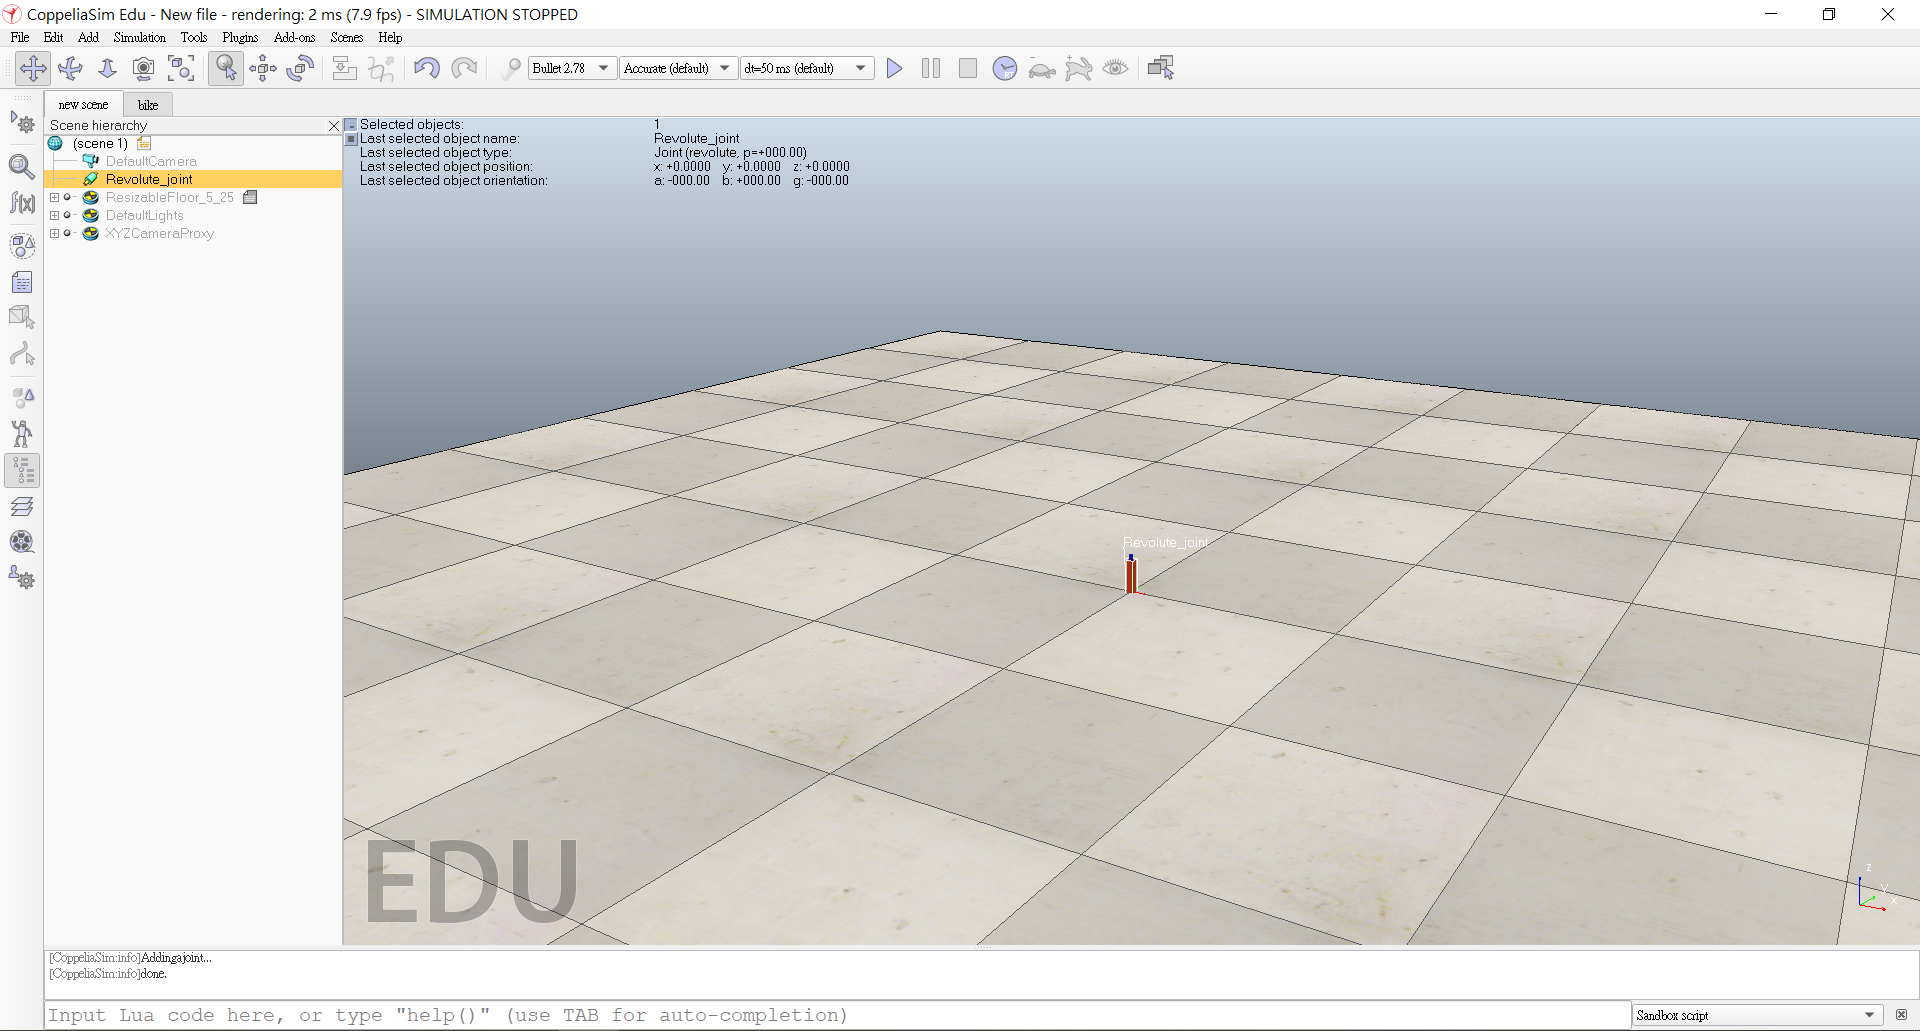 CoppeliaSim Edu - New file - rendering: 2 ms (7.9 fps) - SIMULATION STOPPED
File Edit Add Simulation Tools Plugins Add-ons Scenes Help
Bullet 2.78 Accurate (default) dt=50 ms (default) RT
new scene bike
Scene hierarchy
(scene 1)
DefaultCamera
Revolute_joint
ResizableFloor_5_25
DefaultLights
XYZCameraProxy
f(x)
Selected objects: 1
Last selected object name: Revolute_joint
Last selected object type: Joint (revolute, p=+000.00)
Last selected object position: x: +0.0000 y: +0.0000 z: +0.0000
Last selected object orientation: a: -000.00 b: +000.00 g: -000.00
Revolute_joint
EDU
z
y
x
[CoppeliaSim:info]Addingajoint...
[CoppeliaSim:info]done.
Input Lua code here, or type "help()" (use TAB for auto-completion)
Sandbox script